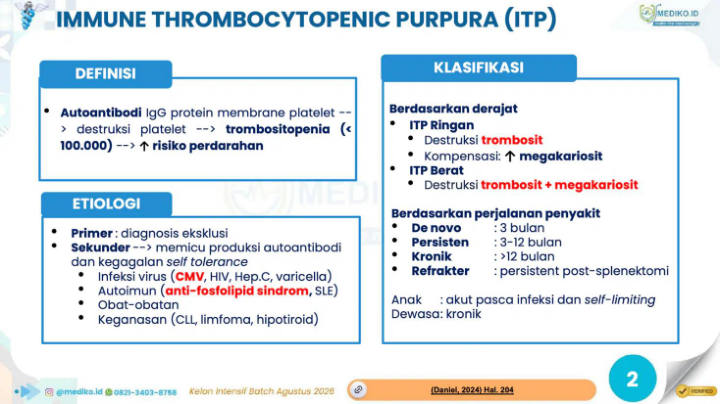 IMMUNE THROMBOCYTOPENIC PURPURA (ITP)
MEDIKO.ID
DEFINISI
• Autoantibodi IgG protein membrane platelet --
> destruksi platelet --> trombositopenia (<
100.000) --> ↑ risiko perdarahan
ETIOLOGI
• Primer : diagnosis eksklusi
• Sekunder --> memicu produksi autoantibodi
dan kegagalan self tolerance
• Infeksi virus (CMV, HIV, Hep.C, varicella)
• Autoimun (anti-fosfolipid sindrom, SLE)
• Obat-obatan
• Keganasan (CLL, limfoma, hipotiroid)
KLASIFIKASI
Berdasarkan derajat
• ITP Ringan
• Destruksi trombosit
• Kompensasi: ↑ megakariosit
• ITP Berat
• Destruksi trombosit + megakariosit
Berdasarkan perjalanan penyakit
• De novo : 3 bulan
• Persisten : 3-12 bulan
• Kronik : >12 bulan
• Refrakter : persistent post-splenektomi
Anak : akut pasca infeksi dan self-limiting
Dewasa: kronik
@mediko.id 0821-3403-8758 Kelan Intensif Batch Agustus 2026
(Daniel, 2024) Hal. 204
2
VERIFIED